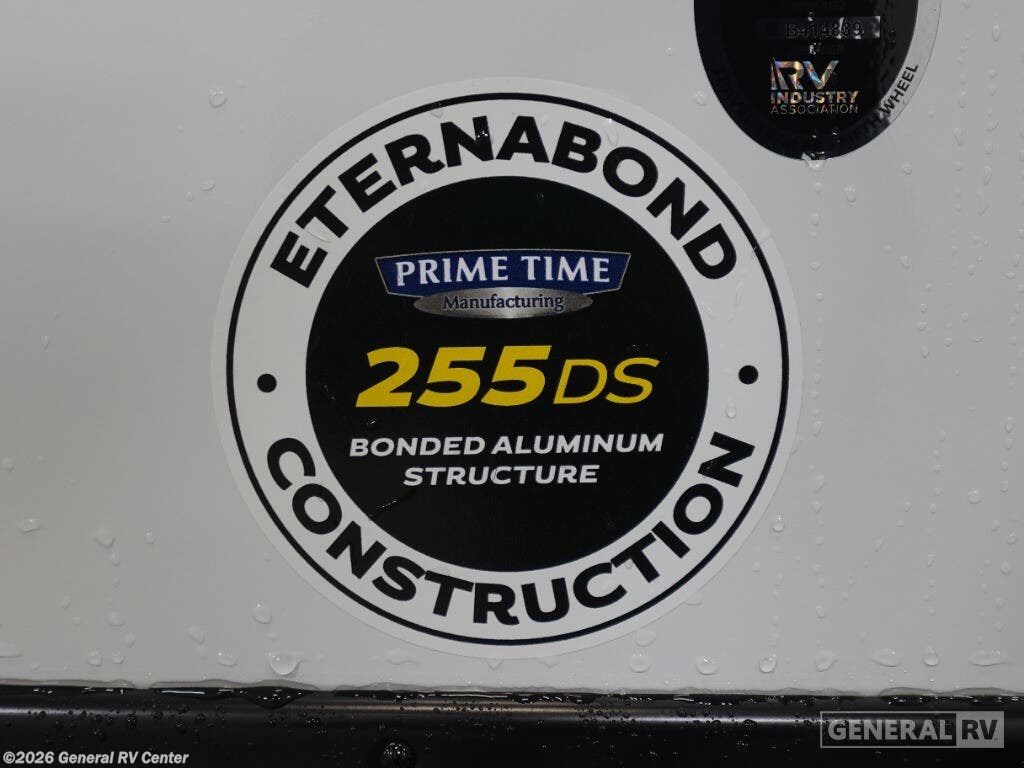 B414839
RV
INDUSTRY
ASSOCIATION
WHEEL
ETERNABOND
PRIME TIME
Manufacturing
255DS
BONDED ALUMINUM
STRUCTURE
CONSTRUCTION
GENERAL RV
©2026 General RV Center